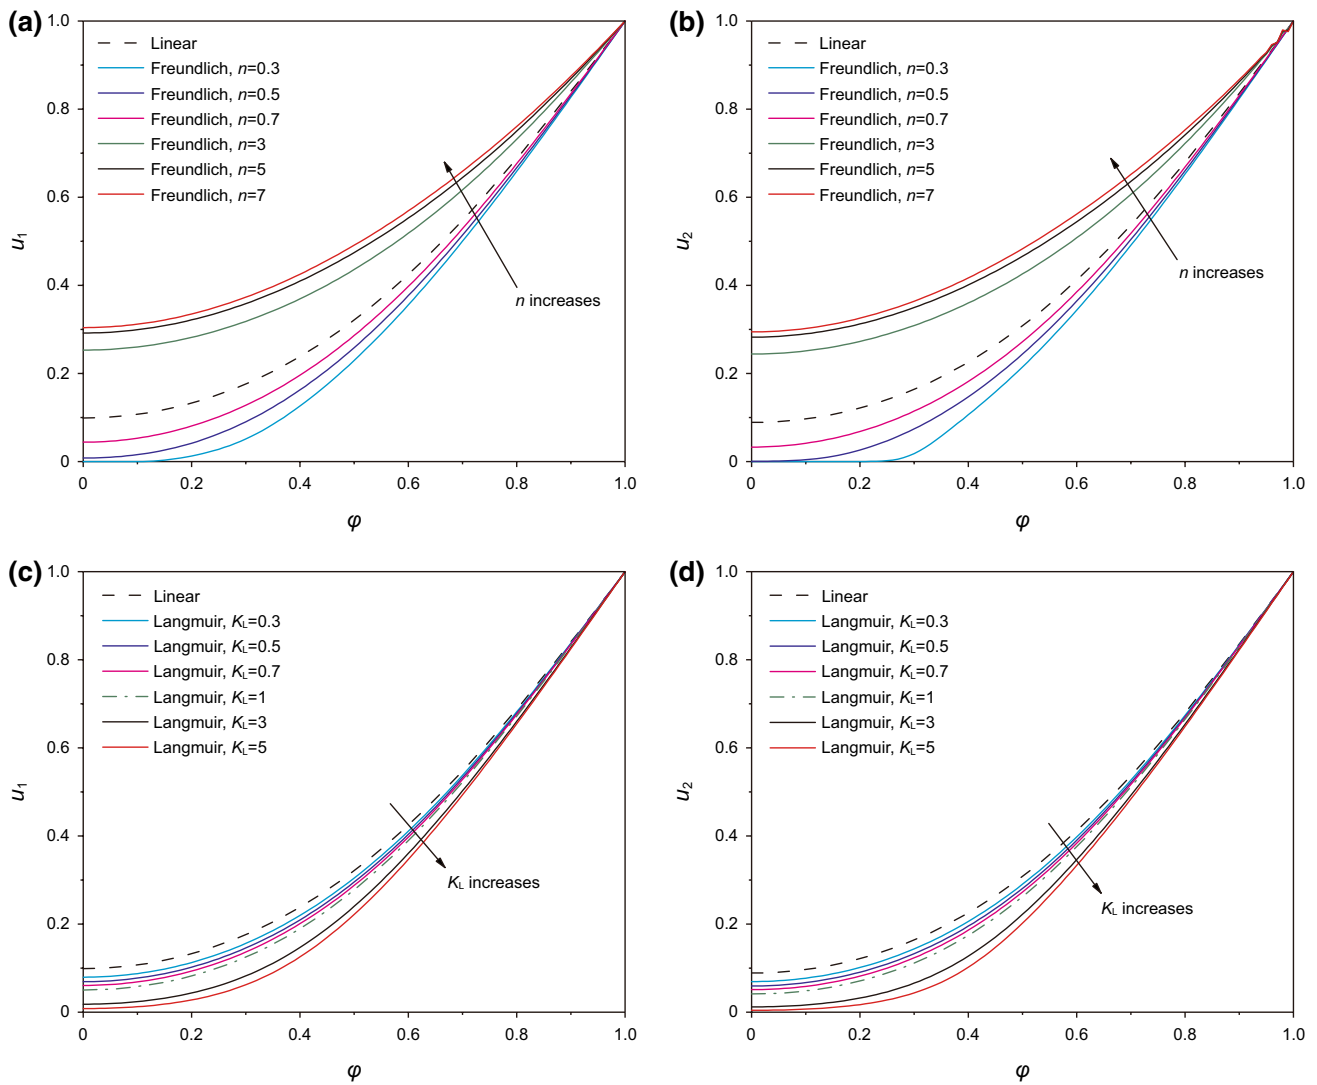 (a)
1.0
0.8
0.6
0.4
0.2
0
u1
Linear
Freundlich, n=0.3
Freundlich, n=0.5
Freundlich, n=0.7
Freundlich, n=3
Freundlich, n=5
Freundlich, n=7
n increases
0 0.2 0.4 0.6 0.8 1.0
φ
(b)
1.0
0.8
0.6
0.4
0.2
0
u2
Linear
Freundlich, n=0.3
Freundlich, n=0.5
Freundlich, n=0.7
Freundlich, n=3
Freundlich, n=5
Freundlich, n=7
n increases
0 0.2 0.4 0.6 0.8 1.0
φ
(c)
1.0
0.8
0.6
0.4
0.2
0
u1
Linear
Langmuir, KL=0.3
Langmuir, KL=0.5
Langmuir, KL=0.7
Langmuir, KL=1
Langmuir, KL=3
Langmuir, KL=5
KL increases
0 0.2 0.4 0.6 0.8 1.0
φ
(d)
1.0
0.8
0.6
0.4
0.2
0
u2
Linear
Langmuir, KL=0.3
Langmuir, KL=0.5
Langmuir, KL=0.7
Langmuir, KL=1
Langmuir, KL=3
Langmuir, KL=5
KL increases
0 0.2 0.4 0.6 0.8 1.0
φ